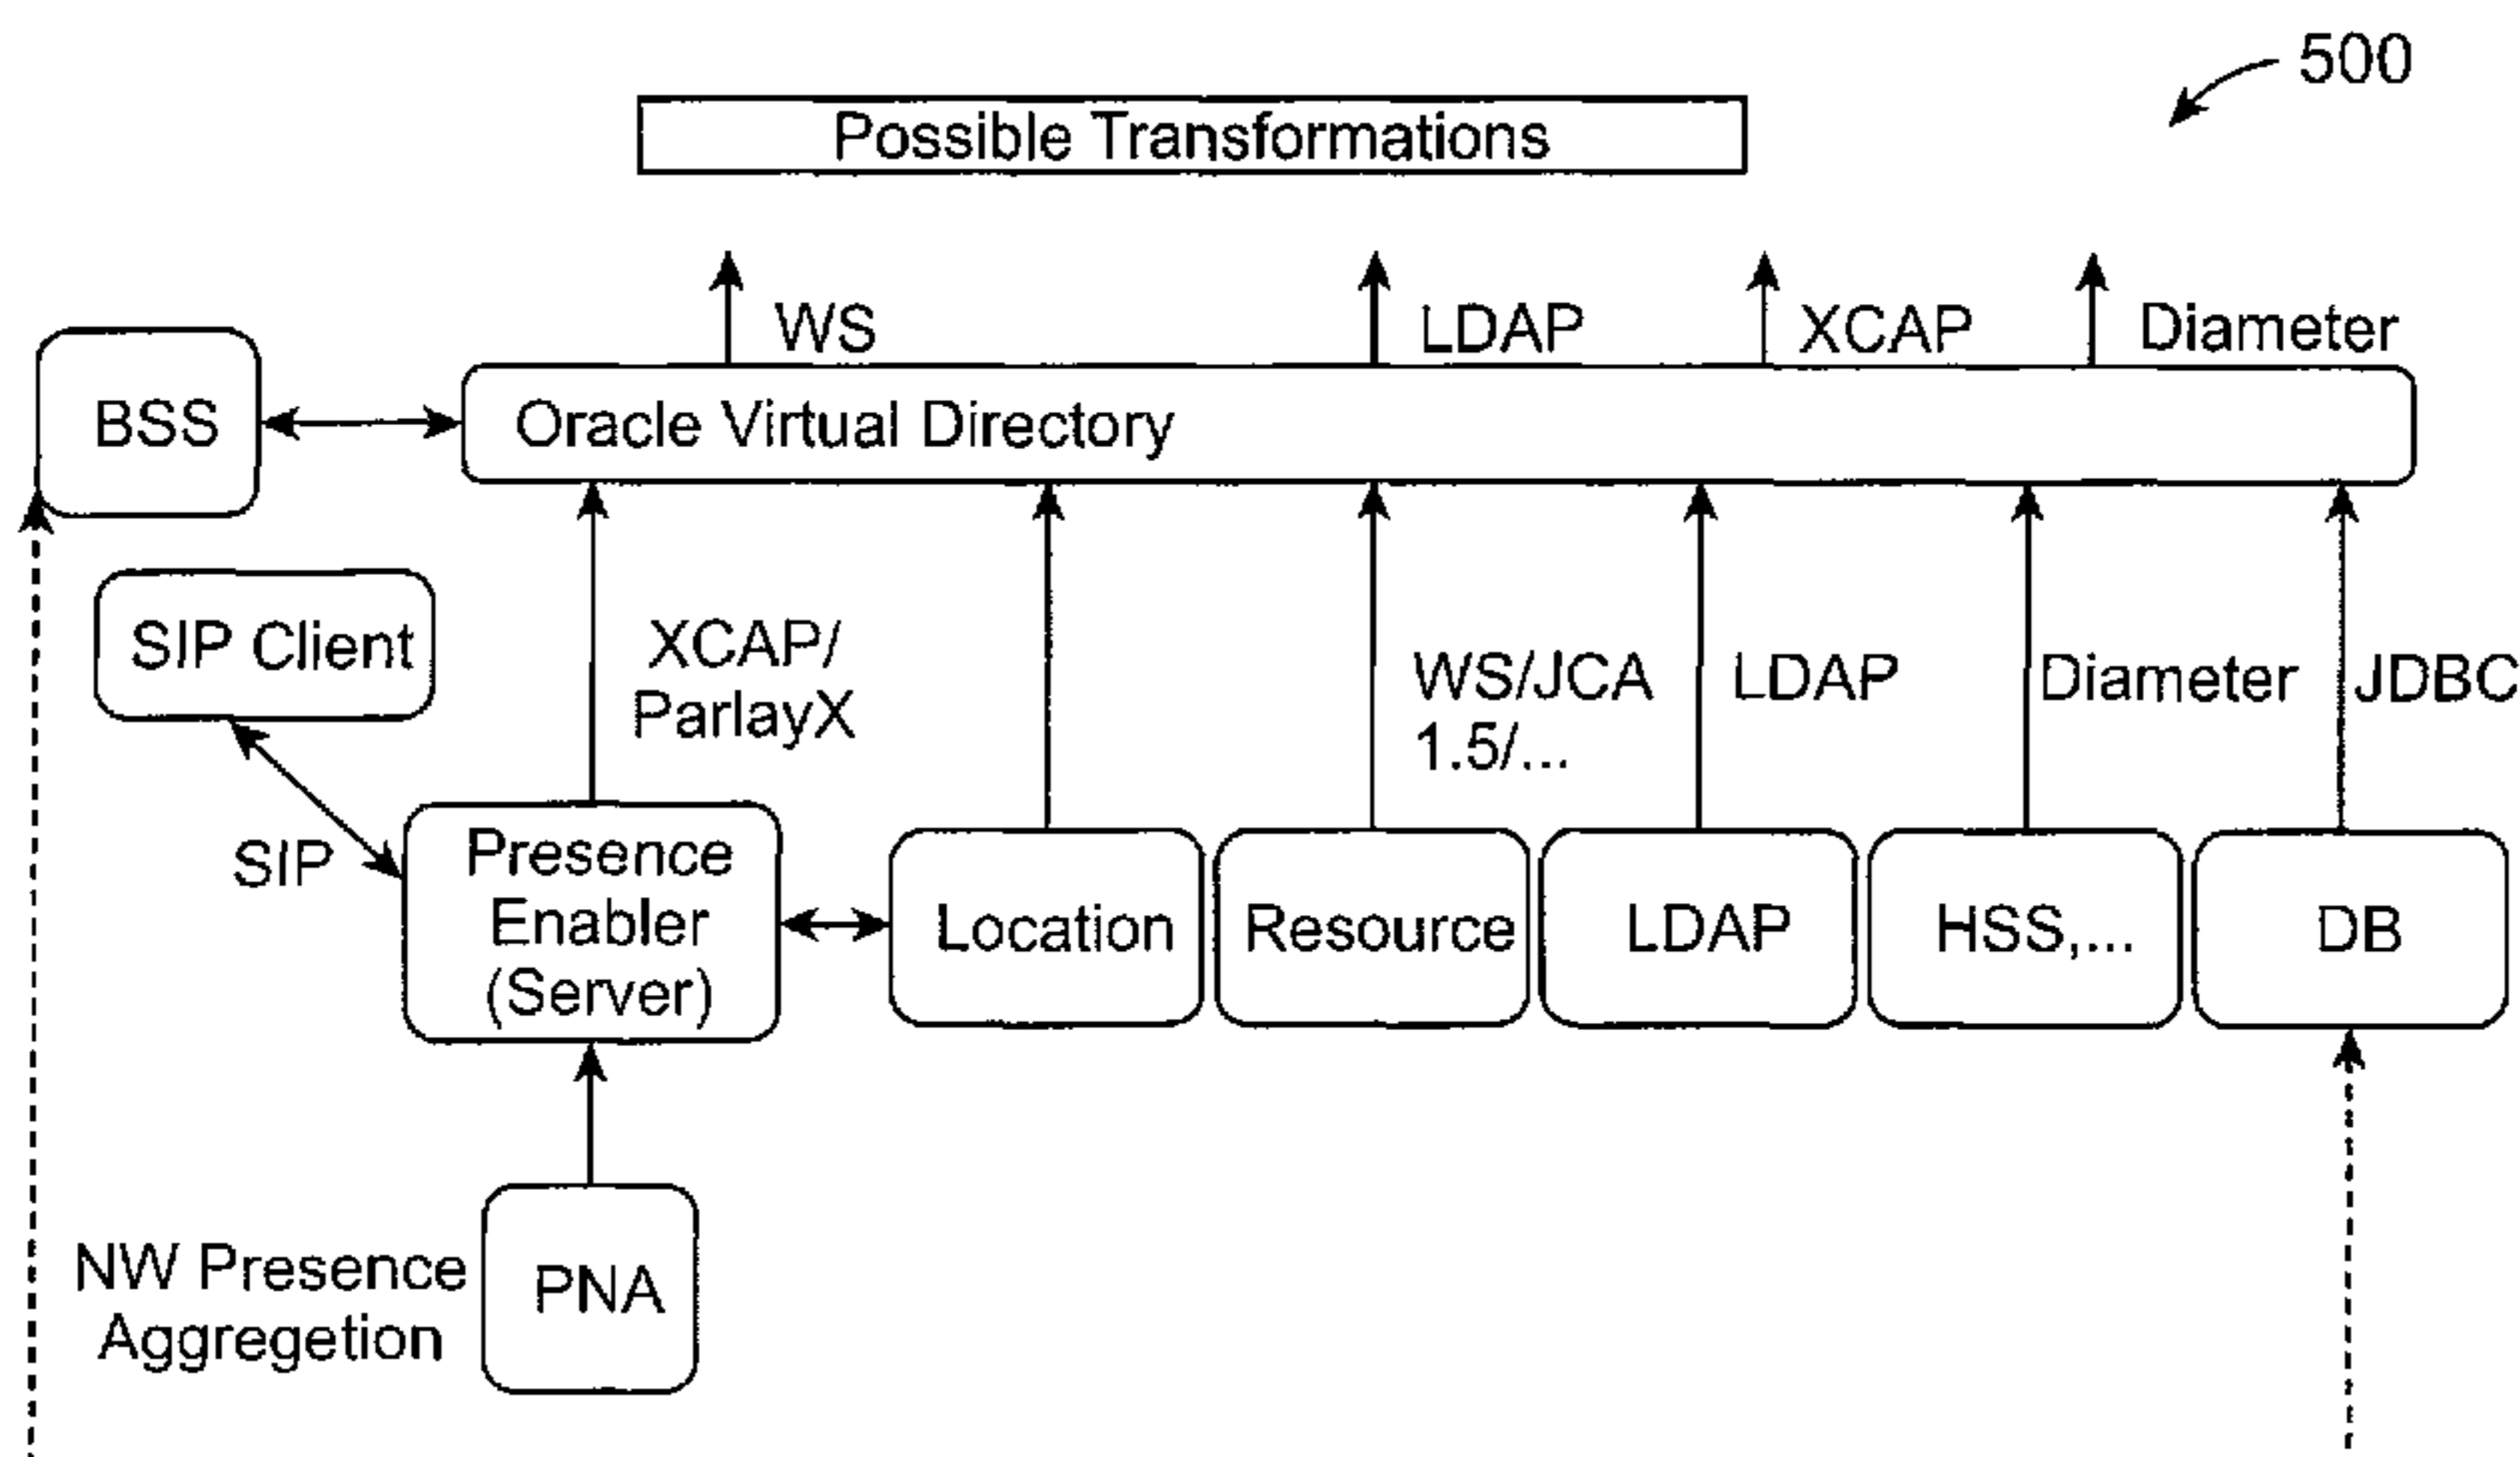 500
Possible Transformations
WS
LDAP
XCAP
Diameter
BSS
Oracle Virtual Directory
SIP Client
XCAP/
ParlayX
WS/JCA
1.5/...
LDAP
Diameter
JDBC
SIP
Presence
Enabler
(Server)
Location
Resource
LDAP
HSS,...
DB
NW Presence
Aggregetion
PNA